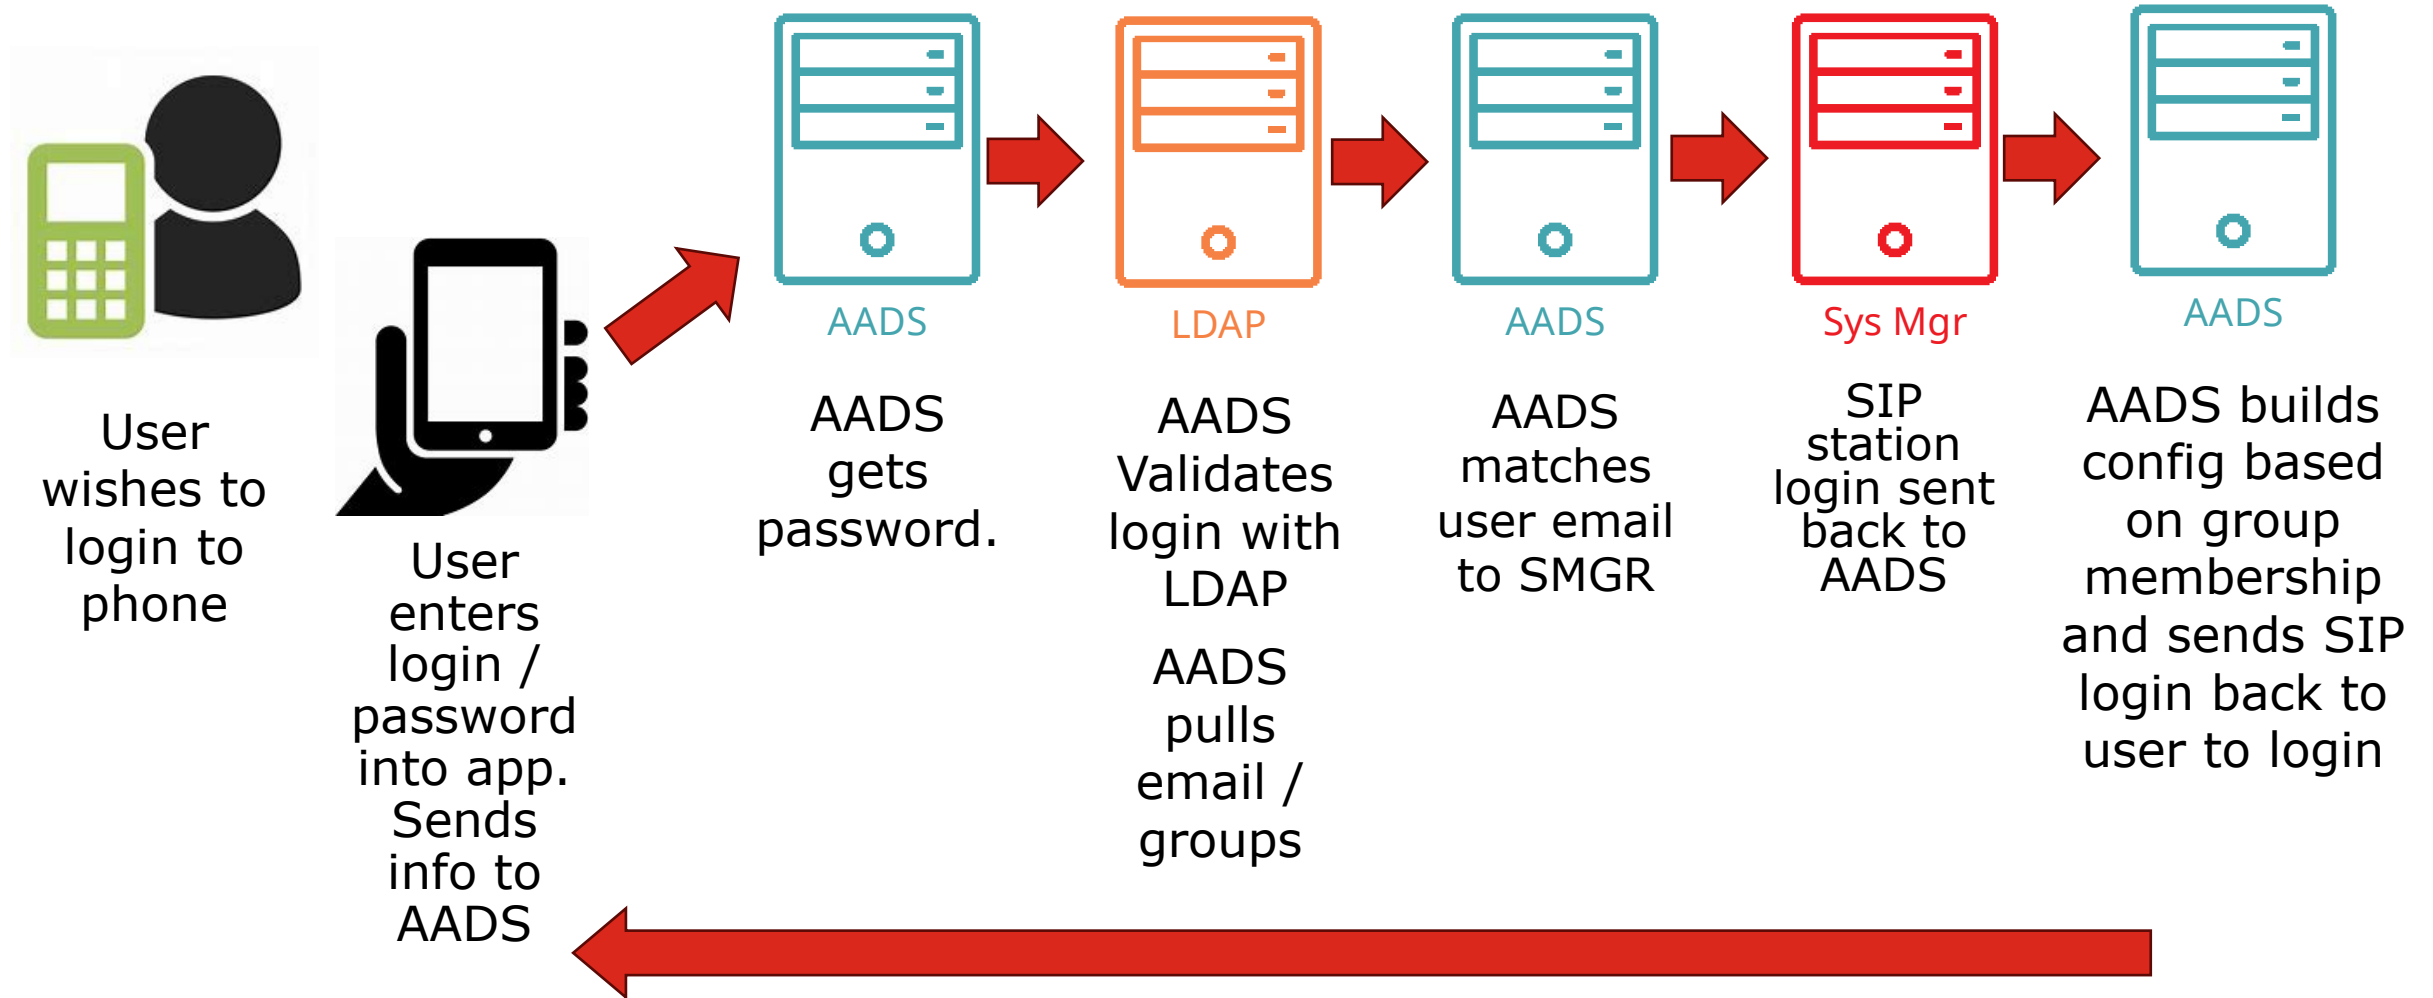 User
wishes to
login to
phone
User
enters
login /
password
into app.
Sends
info to
AADS
AADS
AADS
gets
password.
LDAP
AADS
Validates
login with
LDAP
AADS
pulls
email /
groups
AADS
AADS
matches
user email
to SMGR
Sys Mgr
SIP
station
login sent
back to
AADS
AADS
AADS builds
config based
on group
membership
and sends SIP
login back to
user to login